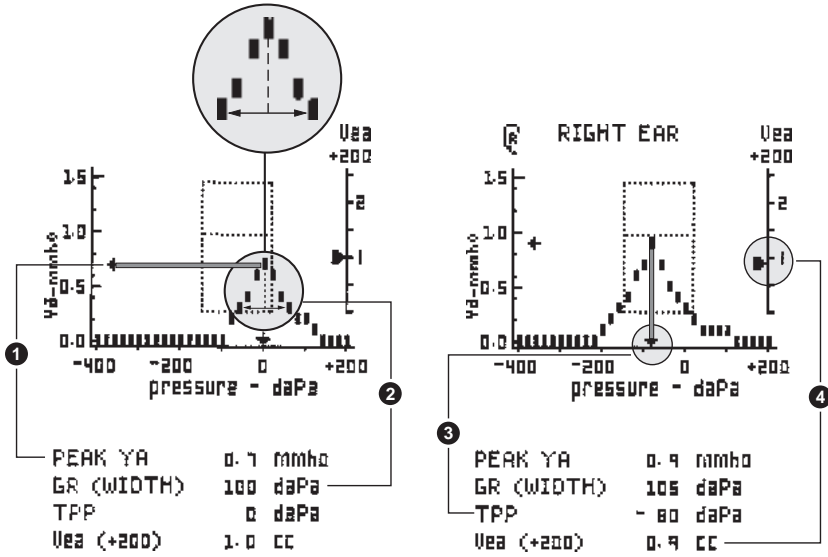 Vea
+200
1.5
1.0
0.5
0.0
Ya-mmho
2
1
-400 -200 0 +200
pressure - daPa
1
2
PEAK YA 0.7 mmho
GR (WIDTH) 100 daPa
TPP 0 daPa
Vea (+200) 1.0 CC
R RIGHT EAR
Vea
+200
1.5
1.0
0.5
0.0
Ya-mmho
2
1
-400 -200 0 +200
pressure - daPa
3
4
PEAK YA 0.9 mmho
GR (WIDTH) 105 daPa
TPP - 80 daPa
Vea (+200) 0.9 CC